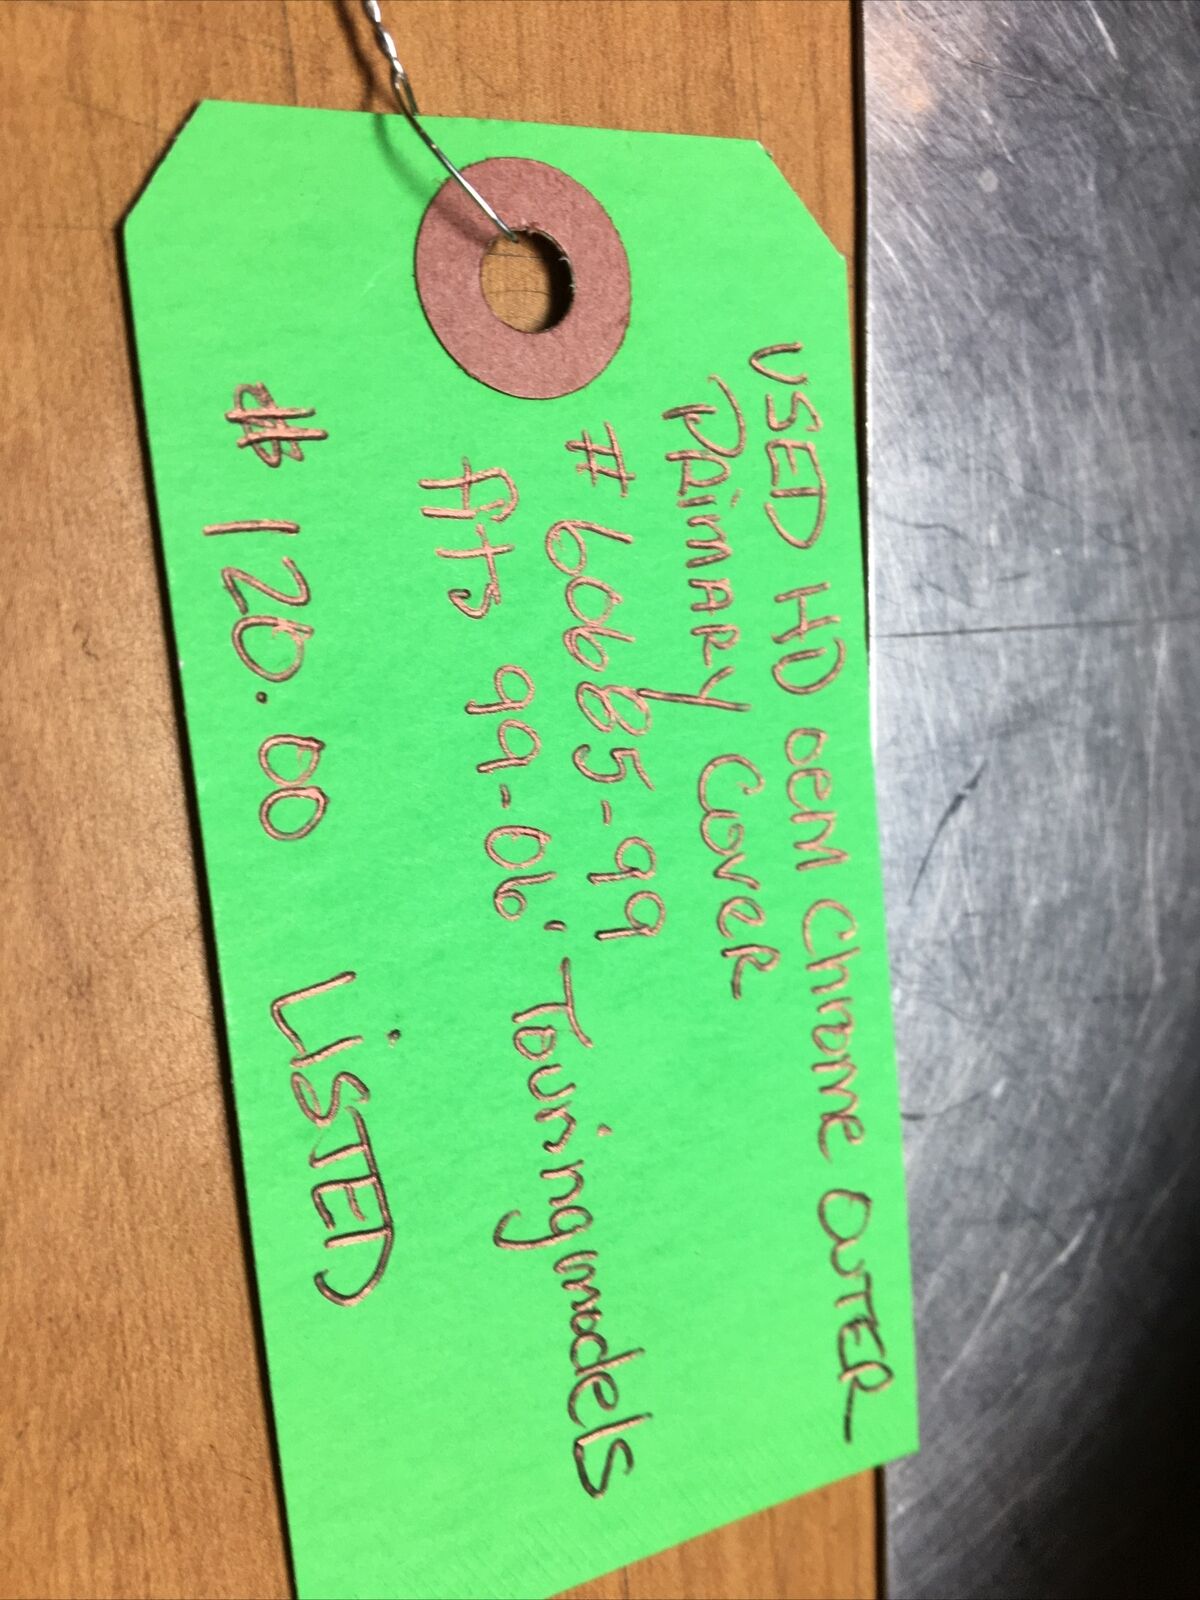 USED HD oem Chrome OUTER
PRimARY COVeR
# 60685-99
fits 99-06' Touring models
# 120.00 LiSTED